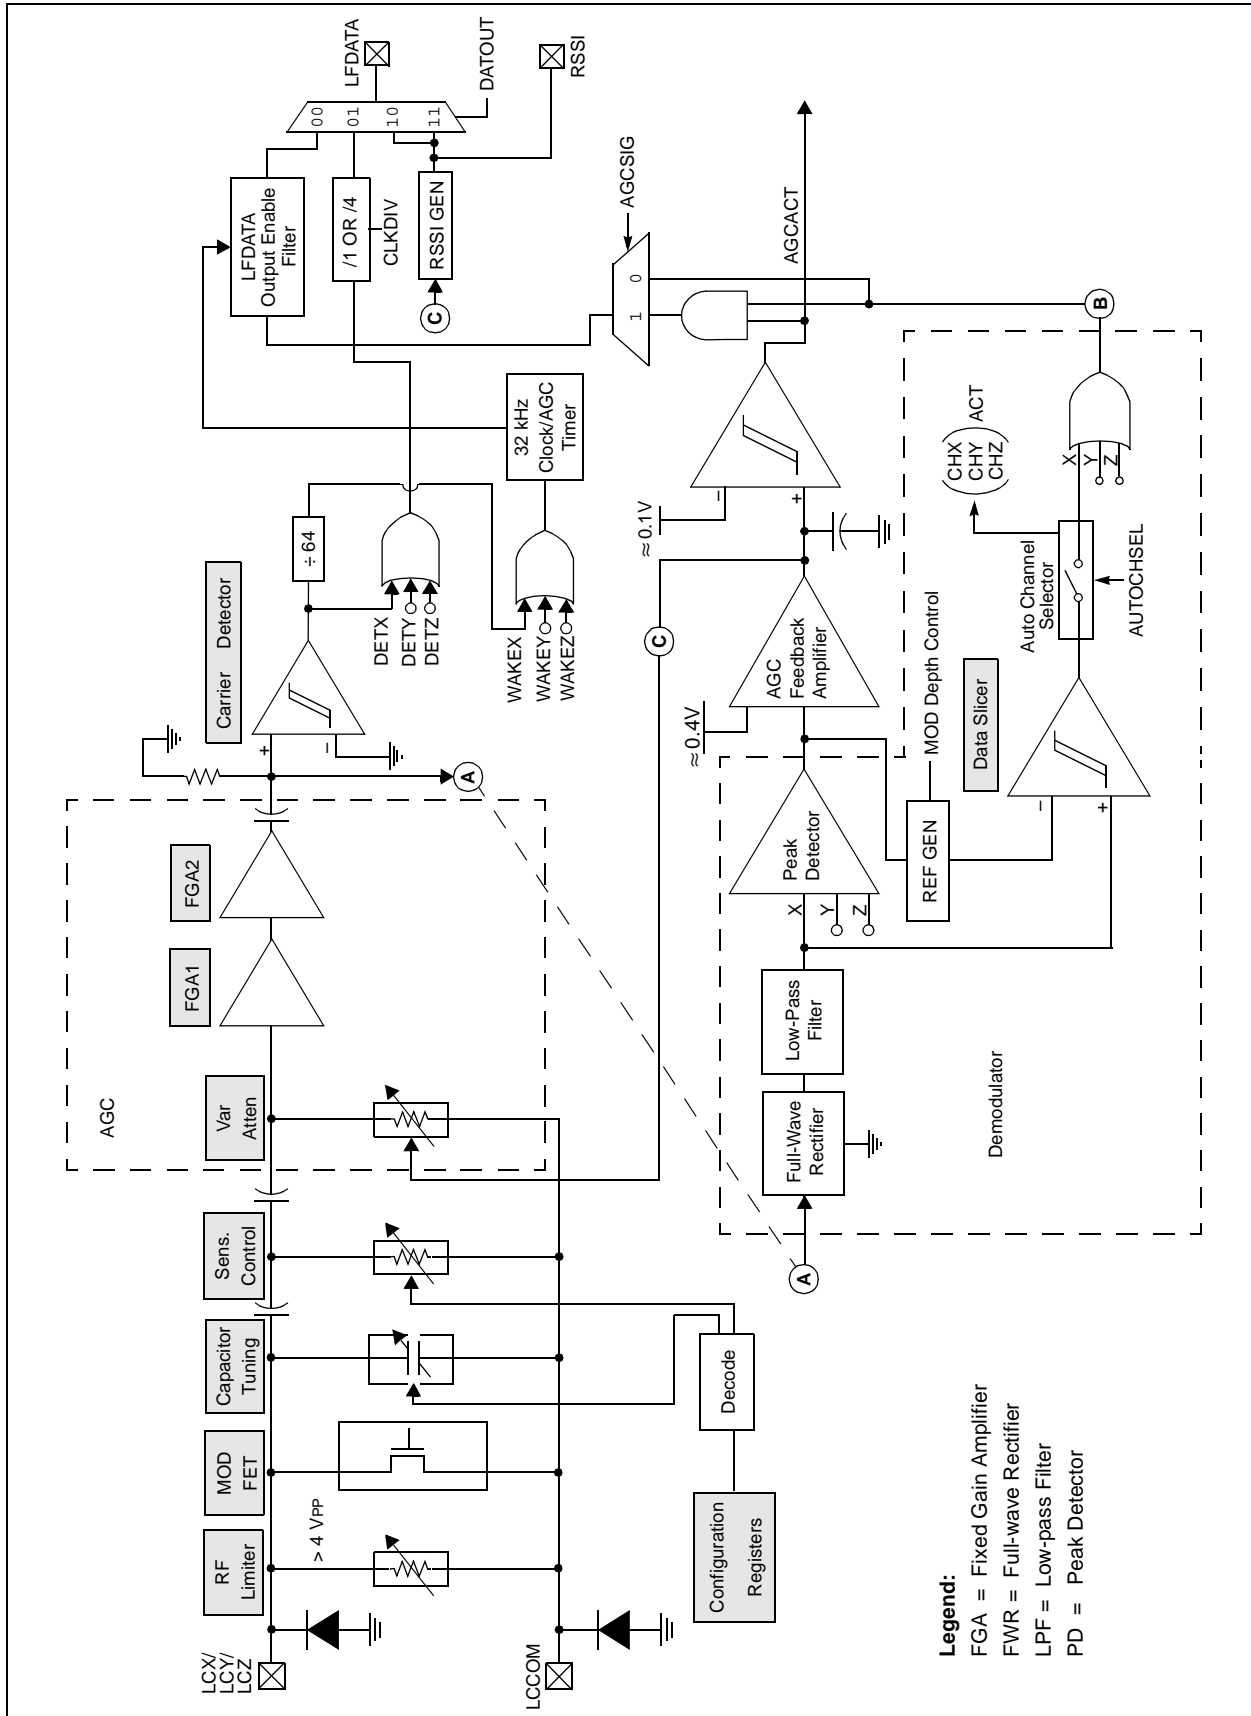 LCX/
LCY/
LCZ
LCCOM
RF
Limiter
> 4 VPP
MOD
FET
Capacitor
Tuning
Sens.
Control
Var
Atten
AGC
FGA1
FGA2
A
+
–
Carrier Detector
÷ 64
DETX
DETY
DETZ
WAKEX
WAKEY
WAKEZ
32 kHz
Clock/AGC
Timer
LFDATA
Output Enable
Filter
/1 OR /4
CLKDIV
RSSI GEN
C
00
01
10
11
LFDATA
DATOUT
RSSI
Configuration
Registers
Decode
A
Full-Wave
Rectifier
Low-Pass
Filter
X
Y
Z
Peak
Detector
≈ 0.4V
AGC
Feedback
Amplifier
C
≈ 0.1V
–
+
1
0
AGCSIG
AGCACT
REF GEN
MOD Depth Control
Data Slicer
–
+
Auto Channel
Selector
AUTOCHSEL
CHX
CHY
CHZ
ACT
X
Y
Z
B
Demodulator
Legend:
FGA = Fixed Gain Amplifier
FWR = Full-wave Rectifier
LPF = Low-pass Filter
PD = Peak Detector